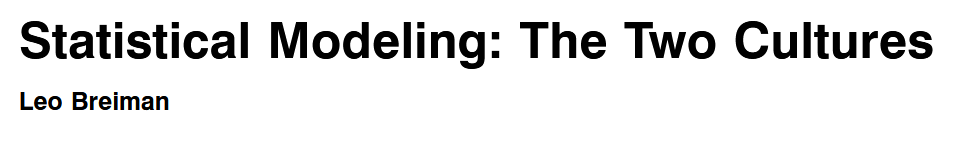 Statistical Modeling: The Two Cultures
Leo Breiman